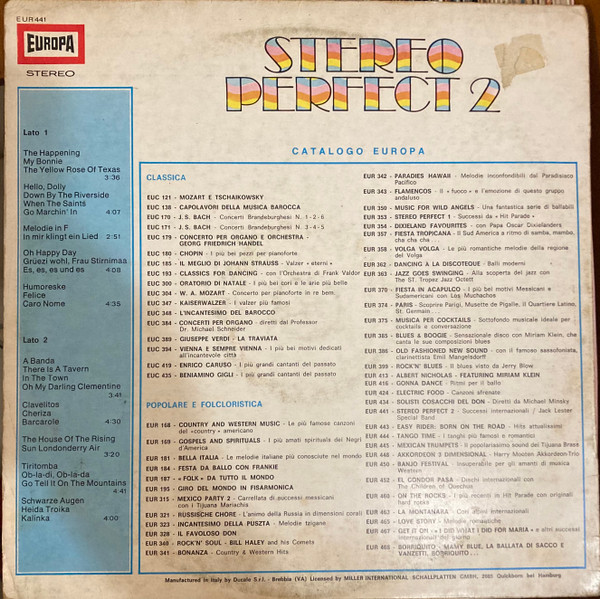 EUR 441
EUROPA
STEREO
STEREO
PERFECT 2
Lato 1
The Happening
My Bonnie
The Yellow Rose Of Texas
3:36
Hello, Dolly
Down By The Riverside
When The Saints
Go Marchin' In 4:07
Melodie in F
In mir klingt ein Lied 2:51
Oh Happy Day
Grüezi wohl, Frau Stirnimaa
Es, es, es und es 4:08
Humoreske
Felice
Caro Nome 4:35
Lato 2
A Banda
There Is A Tavern
In The Town
Oh My Darling Clementine
3.41
Clavelitos
Cheriza
Barcarole 4:30
The House Of The Rising
Sun Londonderry Air
3:20
Tiritomba
Ob-la-di, Ob-la-da
Go Tell It On The Mountains
4.41
Schwarze Augen
Heida Troika
Kalinka 4:00
CATALOGO EUROPA
CLASSICA
EUC 121 - MOZART E TSCHAIKOWSKY
EUC 138 - CAPOLAVORI DELLA MUSICA BAROCCA
EUC 170 - J. S. BACH - Concerti Brandeburghesi N. 1 - 2 - 6
EUC 171 - J. S. BACH - Concerti Brandeburghesi N. 3 - 4 - 5
EUC 179 - CONCERTO PER ORGANO E ORCHESTRA -
GEORG FRIEDRICH HANDEL
EUC 180 - CHOPIN - I più bei pezzi per pianoforte
EUC 185 - IL MEGLIO DI JOHANN STRAUSS - Valzer « eterni »
EUC 193 - CLASSICS FOR DANCING - con l'Orchestra di Frank Valdor
EUC 300 - ORATORIO DI NATALE - I più bei cori e le arie più belle
EUC 304 - W. A. MOZART - Concerto per pianoforte in re bem.
EUC 347 - KAISERWALZER - I valzer più famosi
EUC 348 - L'INCANTESIMO DEL BAROCCO
EUC 384 - CONCERTI PER ORGANO - diretti dal Professor
Dr. Michael Schneider
EUC 389 - GIUSEPPE VERDI - LA TRAVIATA
EUC 394 - VIENNA E SEMPRE VIENNA - I più bei motivi dedicati
all'incantevole città
EUC 419 - ENRICO CARUSO - I più grandi cantanti del passato
EUC 435 - BENIAMINO GIGLI - I più grandi cantanti del passato
POPOLARE E FOLCLORISTICA
EUR 168 - COUNTRY AND WESTERN MUSIC - Le più famose canzoni
del « country » americano
EUR 169 - GOSPELS AND SPIRITUALS - I più amati spirituals dei Negri
d'America
EUR 181 - BELLA ITALIA - Le melodie italiane più conosciute nel mondo
EUR 184 - FESTA DA BALLO CON FRANKIE
EUR 187 - « FOLK » DA TUTTO IL MONDO
EUR 195 - GIRO DEL MONDO IN FISARMONICA
EUR 315 - MEXICO PARTY 2 - Carrellata di successi messicani
con i Tijuana Mariachis
EUR 321 - RUSSISCHE CHÖRE - L'anima della Russia in dimensioni corali
EUR 323 - INCANTESIMO DELLA PUSZTA - Melodie tzigane
EUR 328 - IL FAVOLOSO DON
EUR 340 - ROCK'N' SOUL - BILL HALEY and his Comets
EUR 341 - BONANZA - Country & Western Hits
EUR 342 - PARADIES HAWAII - Melodie inconfondibili dal Paradisiaco
Pacifico
EUR 343 - FLAMENCOS - Il « fuoco » e l'emozione di questo gruppo
andaluso
EUR 350 - MUSIC FOR WILD ANGELS - Una fantastica serie di ballabili
EUR 353 - STEREO PERFECT 1 - Successi da « Hit Parade »
EUR 354 - DIXIELAND FAVOURITES - con Papa Oscar Dixielanders
EUR 357 - FIESTA TROPICAL - Il Sud America a ritmo di samba, mambo,
cha cha cha...
EUR 358 - VOLGA VOLGA - Le più romantiche melodie della regione
del Volga
EUR 362 - DANCING A LA DISCOTEQUE - Balli moderni
EUR 363 - JAZZ GOES SWINGING - Alla scoperta del jazz con
The ST. Tropez Jazz Octett
EUR 370 - FIESTA IN ACAPULCO - I più bei motivi Messicani e
Sudamericani con Los Muchachos
EUR 374 - PARIS - Scoprire Parigi, Musette de Pigalle, il Quartiere Latino,
St. Germain
EUR 375 - MUSICA PER COCKTAILS - Sottofondo musicale ideale per
cocktails e conversazione
EUR 385 - BLUES & BOOGIE - Sensazionale disco con Miriam Klein, che
canta le sue composizioni blues
EUR 386 - OLD FASHIONED NEW SOUND - con il famoso sassofonista,
clarinettista Emil Mangelsdorff
EUR 399 - ROCK'N' BLUES - Il blues visto da Jerry Blow
EUR 413 - ALBERT NICHOLAS - FEATURING MIRIAM KLEIN
EUR 416 - GONNA DANCE - Ritmi per il ballo
EUR 424 - ELECTRIC FOOD - Canzoni sfrenate
EUR 434 - SOLISTI COSACCHI DEL DON - Diretti da Michael Minsky
EUR 441 - STEREO PERFECT 2 - Successi internazionali / Jack Lester
Special Band
EUR 443 - EASY RIDER: BORN ON THE ROAD - Hits attualissimi
EUR 444 - TANGO TIME - I tanghi più famosi e romantici
EUR 445 - MEXICAN TRUMPETS - Il popolarissimo sound dei Tijuana Brass
EUR 448 - AKKORDEON 3 DIMENSIONAL - Harry Mooten Akkordeon-Trio
EUR 450 - BANJO FESTIVAL - Insuperabile per gli amanti di musica
Western
EUR 452 - EL CONDOR PASA - Dischi internazionali con
The Children of Quechua
EUR 460 - ON THE ROCKS - I più recenti in Hit Parade con originali
hard rocks
EUR 463 - LA MONTANARA - Cori alpini internazionali
EUR 465 - LOVE STORY - Melodie romantiche
EUR 467 - GET IT ON - « I DID WHAT I DID FOR MARIA » e altri successi
internazionali del giorno
EUR 468 - BORRIQUITO - MAMY BLUE, LA BALLATA DI SACCO E
VANZETTI, BORRIQUITO...
Manufactured in Italy by Ducale S.r.l. - Brebbia (VA) Licensed by MILLER INTERNATIONAL SCHALLPLATTEN GMBH, 2085 Quickborn bei Hamburg